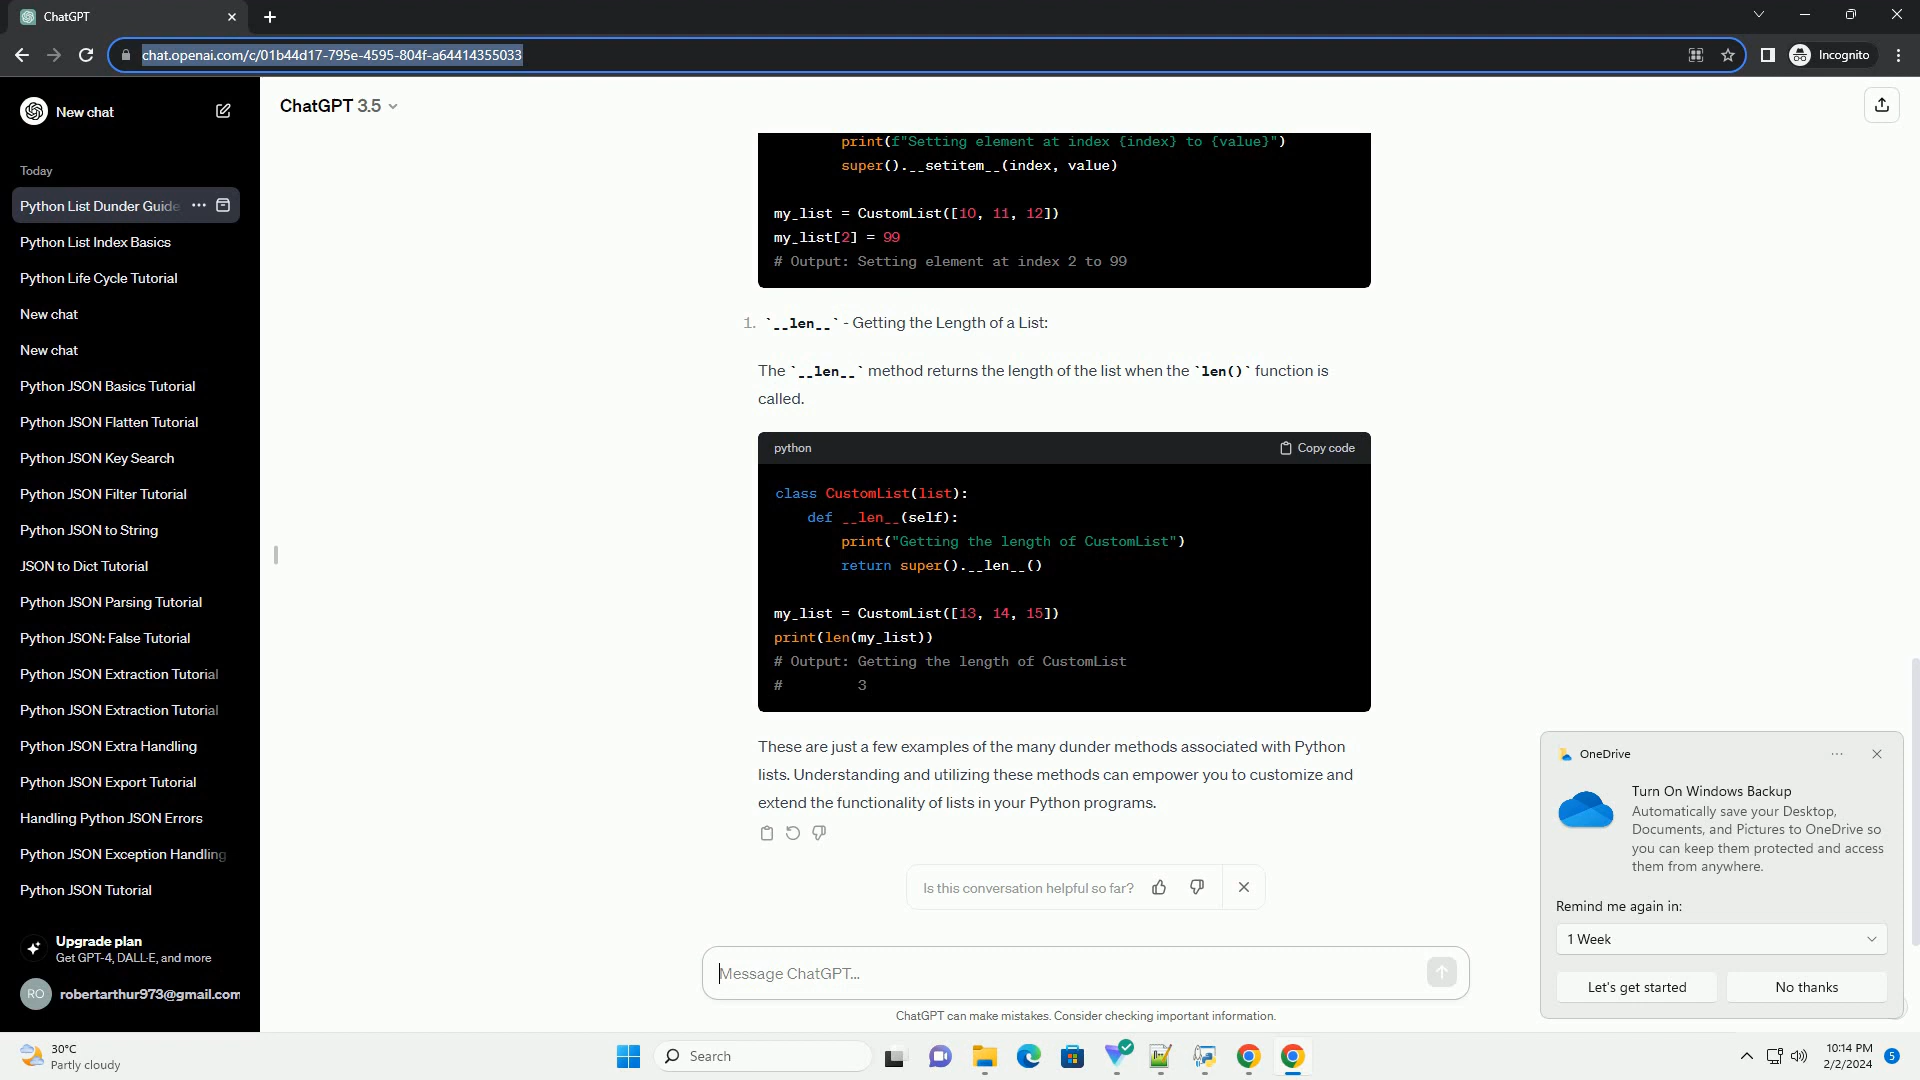 ChatGPT
chat.openai.com/c/01b44d17-795e-4595-804f-a64414355033
Incognito
New chat
Today
Python List Dunder Guide
Python List Index Basics
Python Life Cycle Tutorial
New chat
New chat
Python JSON Basics Tutorial
Python JSON Flatten Tutorial
Python JSON Key Search
Python JSON Filter Tutorial
Python JSON to String
JSON to Dict Tutorial
Python JSON Parsing Tutorial
Python JSON: False Tutorial
Python JSON Extraction Tutorial
Python JSON Extraction Tutorial
Python JSON Extra Handling
Python JSON Export Tutorial
Handling Python JSON Errors
Python JSON Exception Handling
Python JSON Tutorial
Upgrade plan
Get GPT-4, DALL·E, and more
RO robertarthur973@gmail.com
ChatGPT 3.5
print(f"Setting element at index {index} to {value}")
super().__setitem__(index, value)
my_list = CustomList([10, 11, 12])
my_list[2] = 99
# Output: Setting element at index 2 to 99
1. `__len__` - Getting the Length of a List:
The `__len__` method returns the length of the list when the `len()` function is
called.
python
Copy code
class CustomList(list):
def __len__(self):
print("Getting the length of CustomList")
return super().__len__()
my_list = CustomList([13, 14, 15])
print(len(my_list))
# Output: Getting the length of CustomList
# 3
These are just a few examples of the many dunder methods associated with Python
lists. Understanding and utilizing these methods can empower you to customize and
extend the functionality of lists in your Python programs.
Is this conversation helpful so far?
Message ChatGPT...
ChatGPT can make mistakes. Consider checking important information.
OneDrive
Turn On Windows Backup
Automatically save your Desktop,
Documents, and Pictures to OneDrive so
you can keep them protected and access
them from anywhere.
Remind me again in:
1 Week
Let's get started
No thanks
30°C
Partly cloudy
Search
10:14 PM
2/2/2024
5